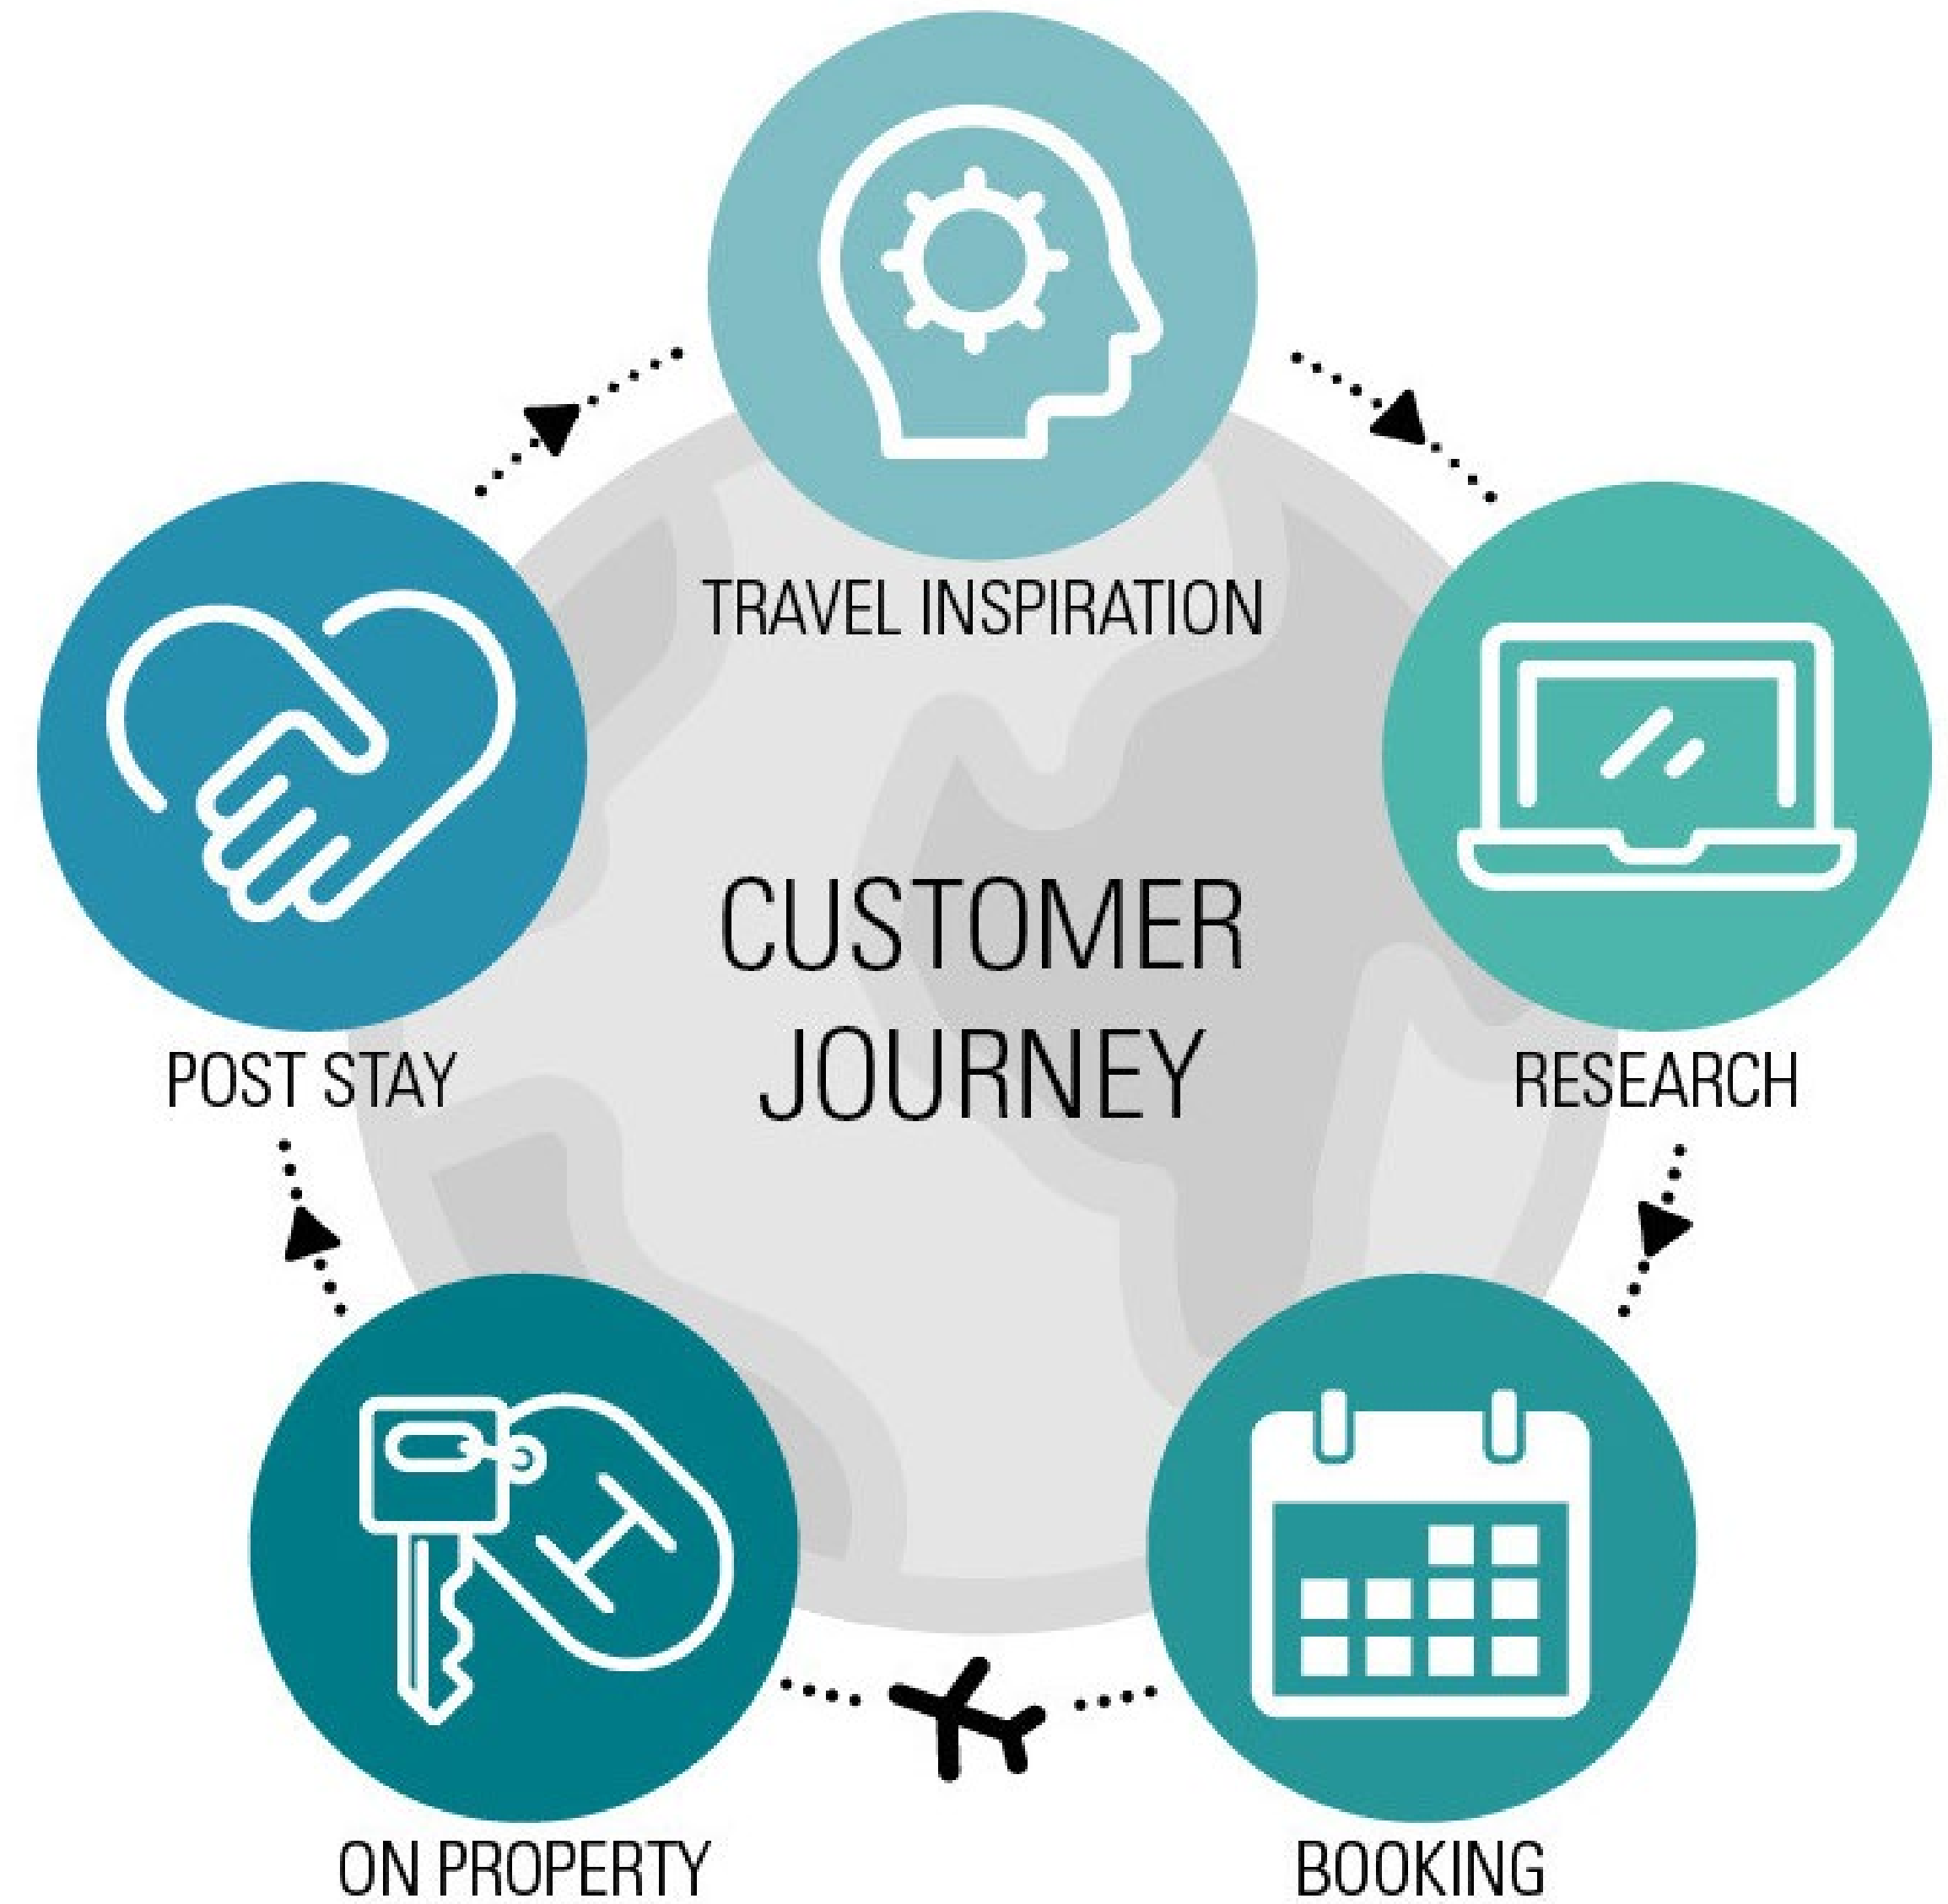 TRAVEL INSPIRATION
CUSTOMER
JOURNEY
POST STAY
RESEARCH
H
ON PROPERTY
BOOKING